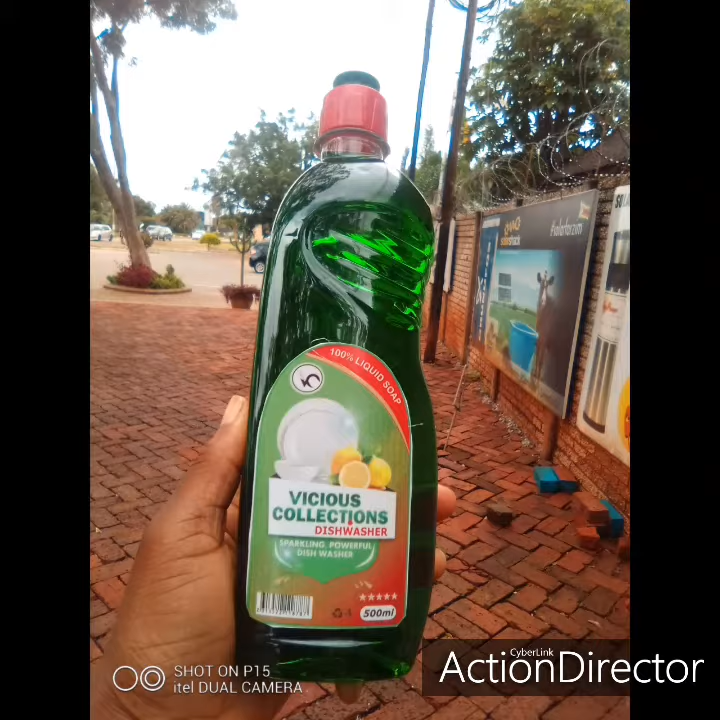 100% LIQUID SOAP
VICIOUS
COLLECTIONS
DISHWASHER
SPARKLING, POWERFUL
DISH WASHER
500ml
SHOT ON P15
itel DUAL CAMERA
CyberLink
ActionDirector